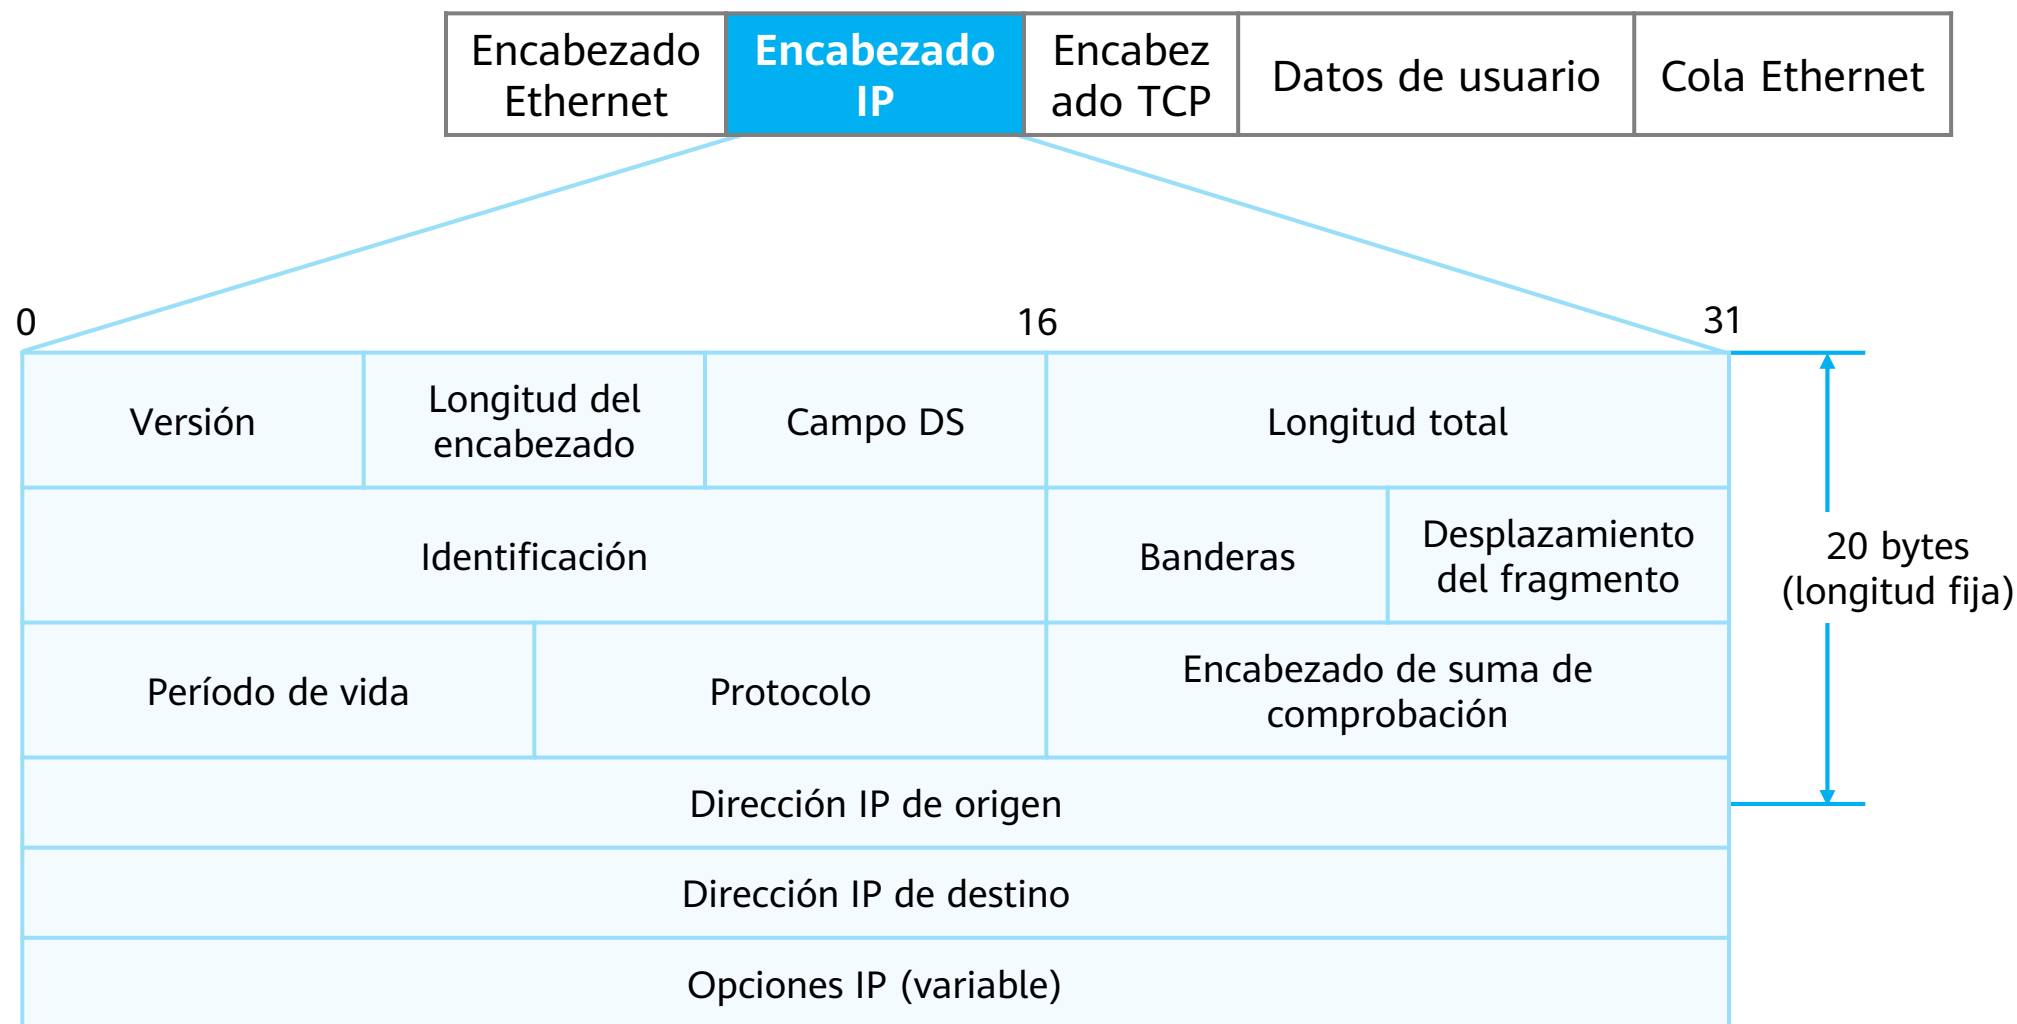 Encabezado
Ethernet
Encabezado
IP
Encabez
ado TCP
Datos de usuario
Cola Ethernet
0
16
31
Versión
Longitud del
encabezado
Campo DS
Longitud total
Identificación
Banderas
Desplazamiento
del fragmento
20 bytes
(longitud fija)
Período de vida
Protocolo
Encabezado de suma de
comprobación
Dirección IP de origen
Dirección IP de destino
Opciones IP (variable)